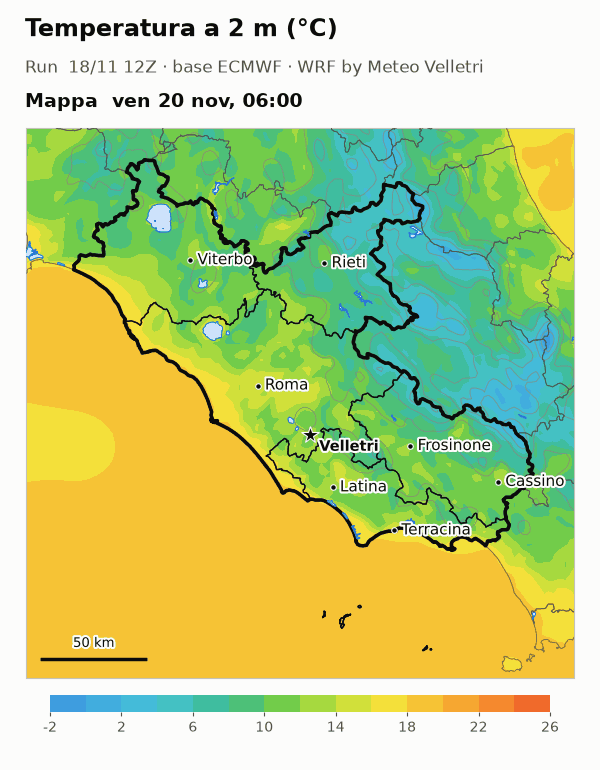 Temperatura a 2 m (°C)
Run  18/11 12Z · base ECMWF · WRF by Meteo Velletri
Mappa  ven 20 nov, 06:00
Viterbo
Rieti
Roma
Velletri
Frosinone
Latina
Cassino
Terracina
50 km
-2 2 6 10 14 18 22 26